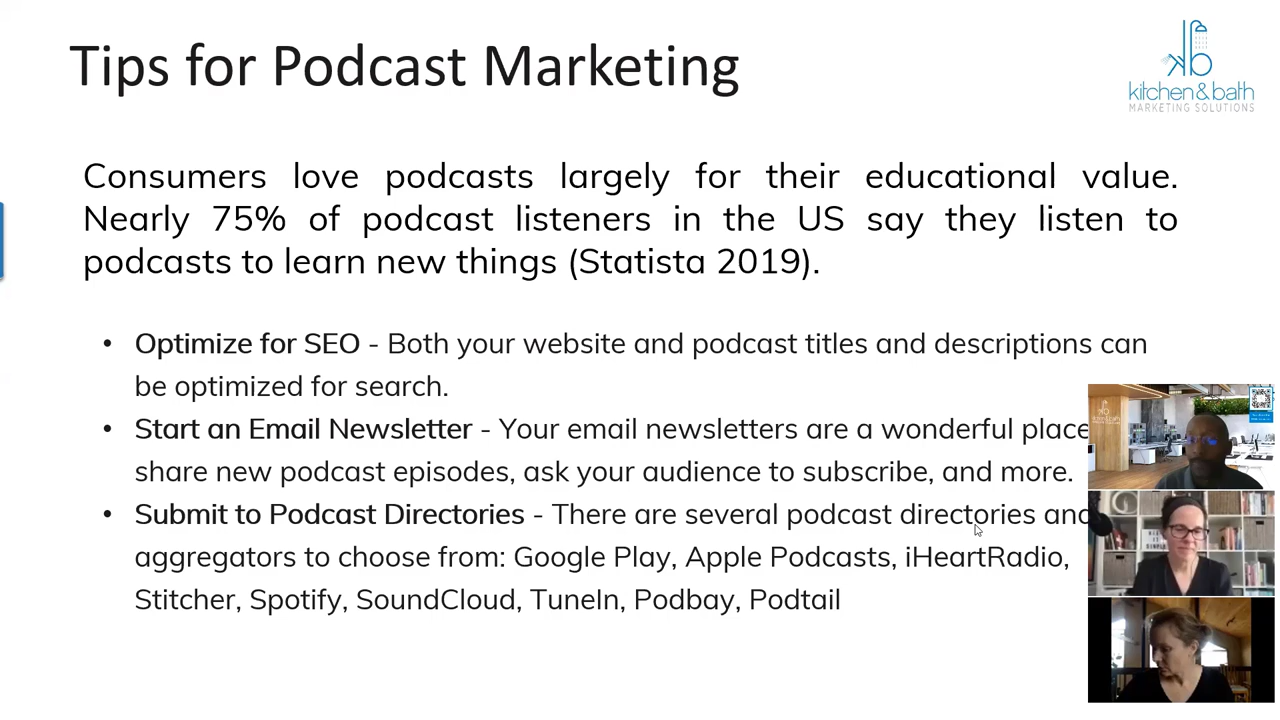 Tips for Podcast Marketing
kitchen & bath
MARKETING SOLUTIONS
Consumers love podcasts largely for their educational value.
Nearly 75% of podcast listeners in the US say they listen to
podcasts to learn new things (Statista 2019).
• Optimize for SEO - Both your website and podcast titles and descriptions can
be optimized for search.
• Start an Email Newsletter - Your email newsletters are a wonderful place
share new podcast episodes, ask your audience to subscribe, and more.
• Submit to Podcast Directories - There are several podcast directories and
aggregators to choose from: Google Play, Apple Podcasts, iHeartRadio,
Stitcher, Spotify, SoundCloud, TuneIn, Podbay, Podtail